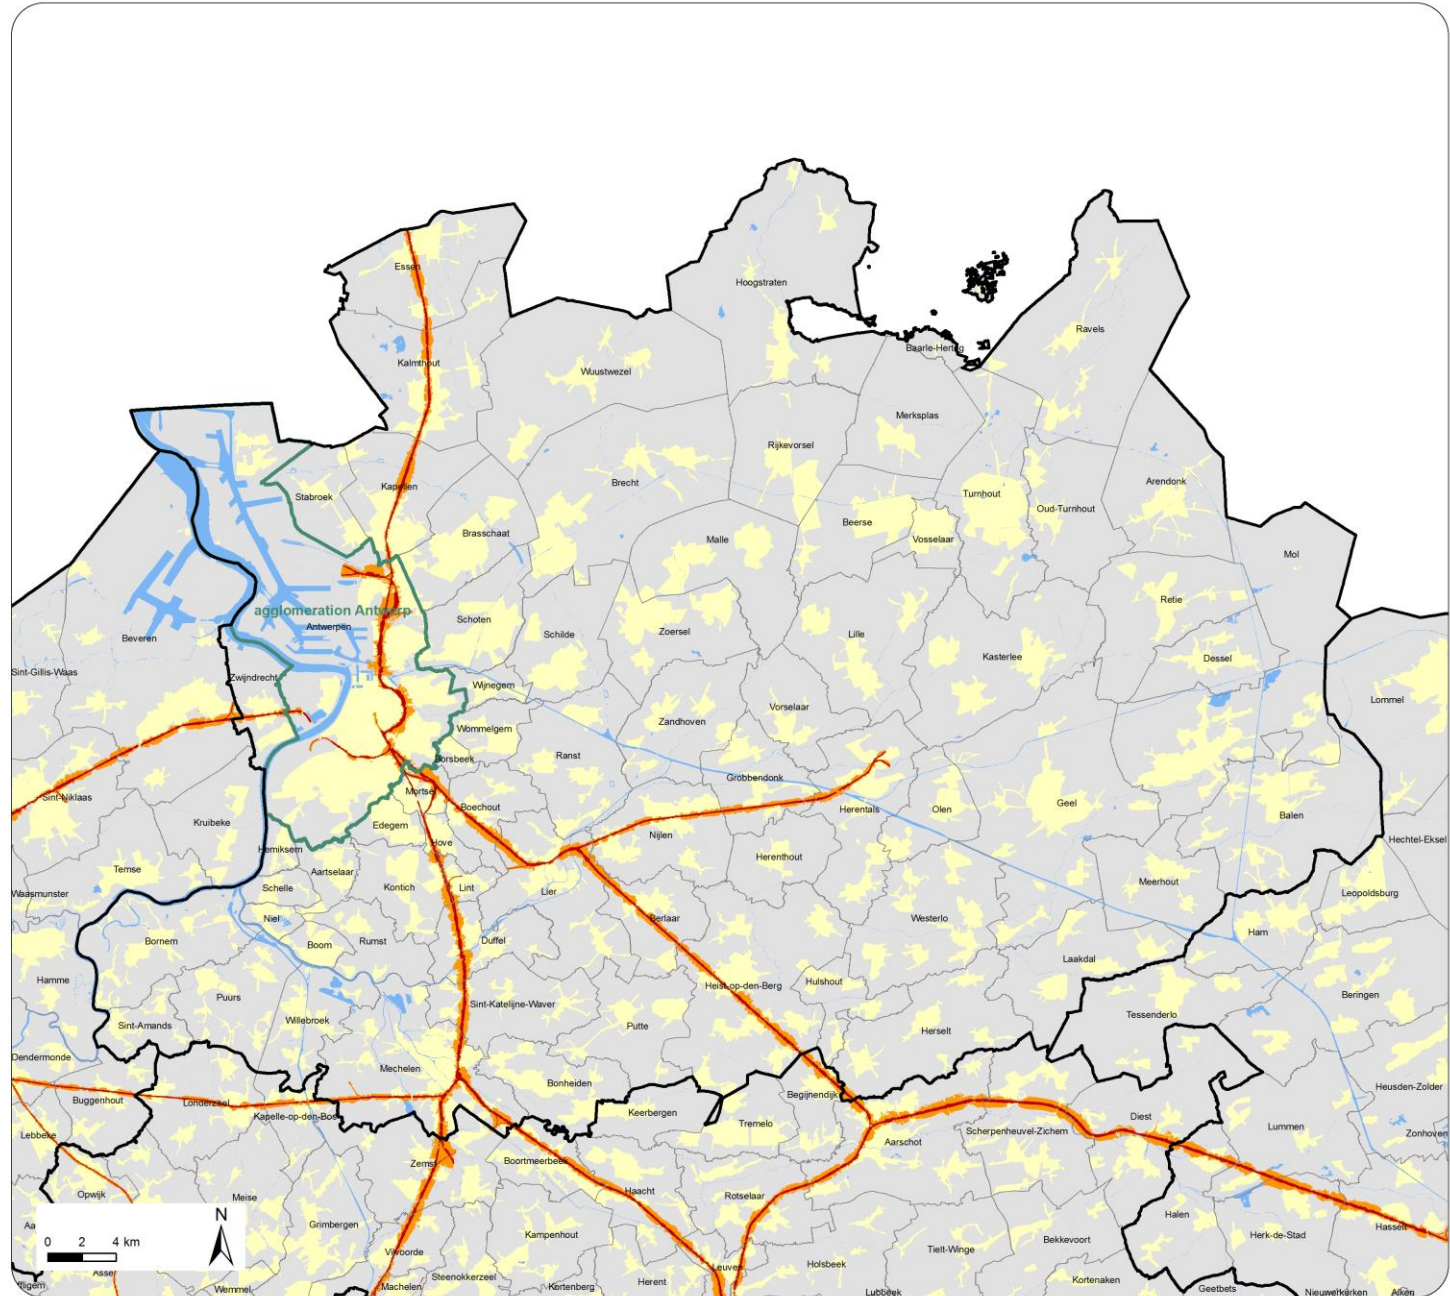 Essen
Hoogstraten
Ravels
Baarle-Hertog
Kalmthout
Wuustwezel
Merksplas
Rijkevorsel
Brecht
Kapellen
Stabroek
Arendonk
Turnhout
Oud-Turnhout
Beerse
Vosselaar
Brasschaat
Malle
Mol
Retie
agglomeration Antwerp
Antwerpen
Schoten
Schilde
Zoersel
Lille
Beveren
Kasterlee
Dessel
Sint-Gillis-Waas
Zwijndrecht
Wijnegem
Lommel
Vorselaar
Zandhoven
Wommelgem
Ranst
Borsbeek
Grobbendonk
Mortsel
Sint-Niklaas
Boechout
Herentals
Olen
Geel
Balen
Kruibeke
Edegem
Nijlen
Hove
Hemiksem
Herenthout
Hechtel-Eksel
Temse
Aartselaar
Schelle
Kontich
Lint
Lier
Meerhout
Waasmunster
Leopoldsburg
Niel
Berlaar
Westerlo
Ham
Bornem
Boom
Rumst
Duffel
Laakdal
Hamme
Hulshout
Heist-op-den-Berg
Puurs
Beringen
Sint-Katelijne-Waver
Tessenderlo
Sint-Amands
Willebroek
Putte
Herselt
Dendermonde
Mechelen
Bonheiden
Heusden-Zolder
Begijnendijk
Buggenhout
Londerzeel
Kapelle-op-den-Bos
Keerbergen
Diest
Tremelo
Lummen
Lebbeke
Scherpenheuvel-Zichem
Zonhoven
Aarschot
Zemst
Boortmeerbeek
Opwijk
Meise
Haacht
Rotselaar
Halen
N
Aa
Grimbergen
Hasselt
Kampenhout
Herk-de-Stad
0 2 4 km
Bekkevoort
Vilvoorde
Tielt-Winge
Holsbeek
Leuven
Asse
Steenokkerzeel
Herent
Kortenaken
ffligem
Wemmel
Machelen
Kortenberg
Lubbeek
Geetbets
Nieuwerkerken
Alken